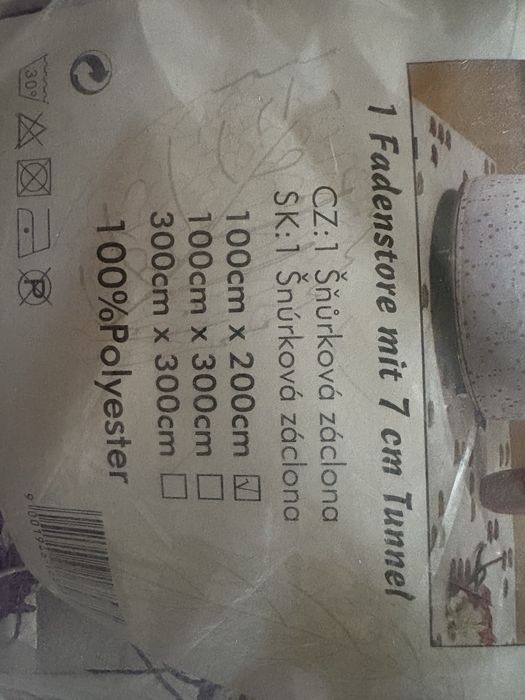 1 Fadenstore mit 7 cm Tunnel
CZ:1 Šňůrková záclona
SK:1 Šnúrková záclona
100cm x 200cm ☑
100cm x 300cm ☐
300cm x 300cm ☐
100%Polyester
30°
P